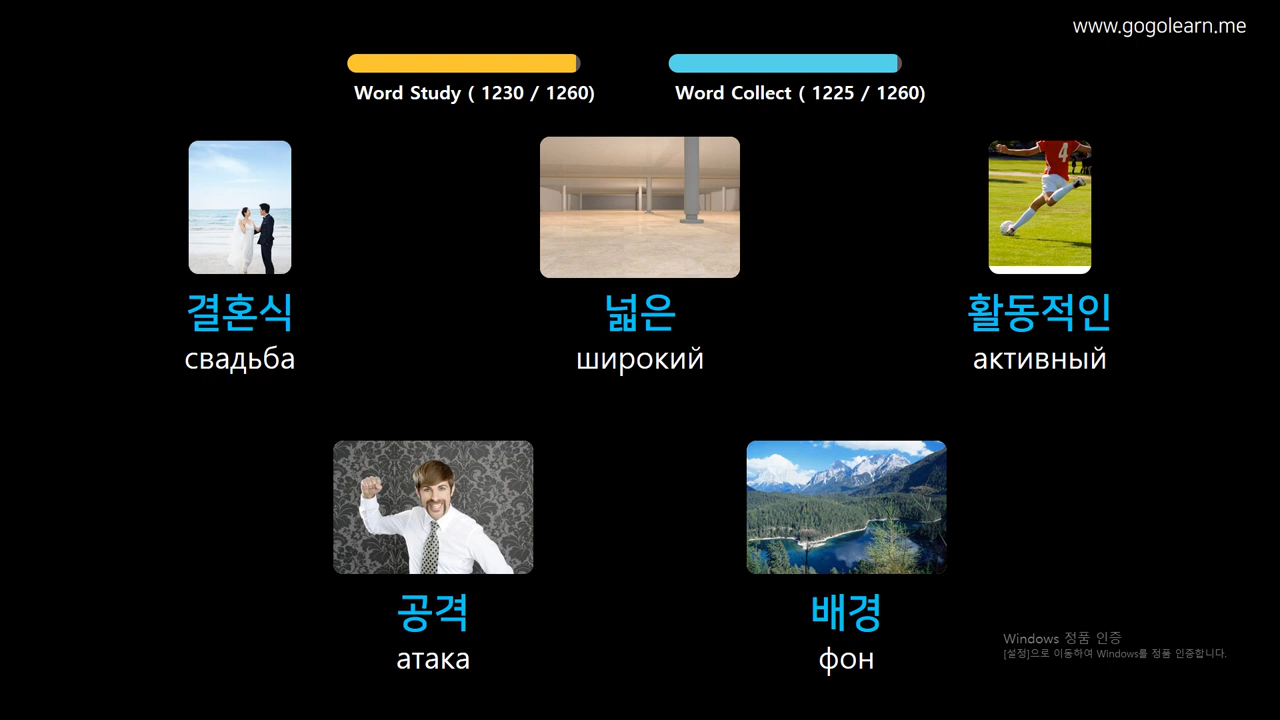 www.gogolearn.me
Word Study ( 1230 / 1260)
Word Collect ( 1225 / 1260)
4
결혼식
свадьба
넓은
широкий
활동적인
активный
공격
атака
배경
фон
Windows 정품 인증
[설정]으로 이동하여 Windows를 정품 인증합니다.